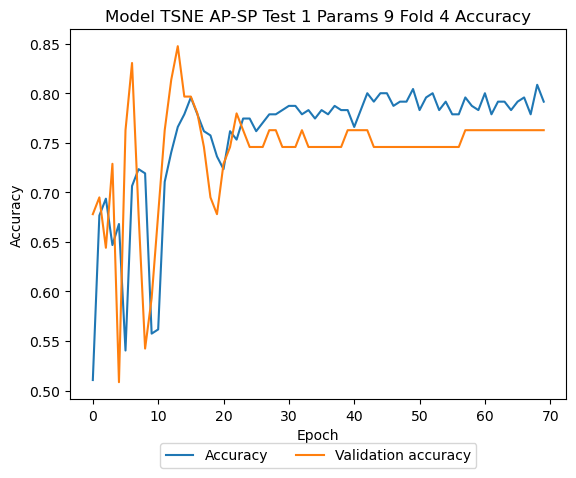 Model TSNE AP-SP Test 1 Params 9 Fold 4 Accuracy
0.85
0.80
0.75
0.70
0.65
0.60
0.55
0.50
Accuracy
0 10 20 30 40 50 60 70
Epoch
Accuracy Validation accuracy